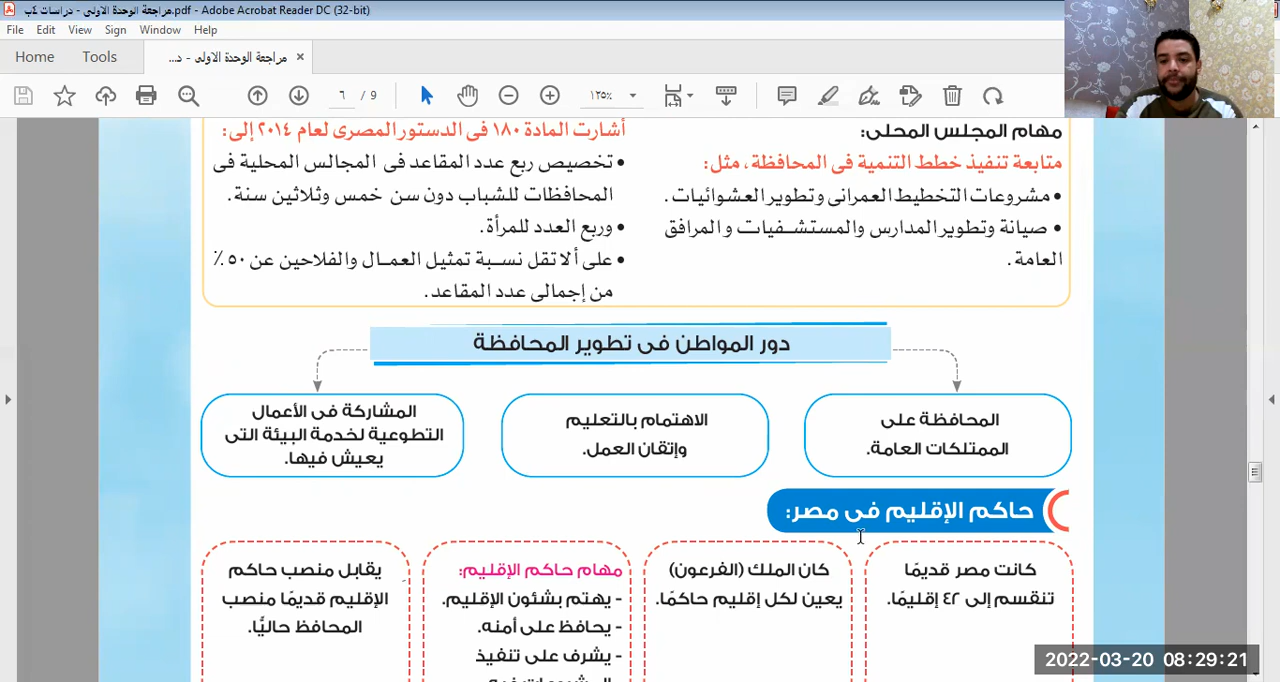 مراجعة الوحدة الاولى - دراسات ٤ب.pdf - Adobe Acrobat Reader DC (32-bit)
File Edit View Sign Window Help
Home Tools مراجعة الوحدة الاولى - د... ×
٦ / 9 ١٢٥%
مهام المجلس المحلى:
متابعة تنفيذ خطط التنمية فى المحافظة، مثل:
• مشروعات التخطيط العمرانى وتطوير العشوائيات.
• صيانة وتطوير المدارس والمستشفيات والمرافق
العامة.
أشارت المادة ١٨٠ فى الدستور المصرى لعام ٢٠١٤ إلى:
• تخصيص ربع عدد المقاعد فى المجالس المحلية فى
المحافظات للشباب دون سن خمس وثلاثين سنة.
• وربع العدد للمرأة.
• على ألا تقل نسبة تمثيل العمال والفلاحين عن ٥٠٪
من إجمالى عدد المقاعد.
دور المواطن فى تطوير المحافظة
المحافظة على
الممتلكات العامة.
الاهتمام بالتعليم
وإتقان العمل.
المشاركة فى الأعمال
التطوعية لخدمة البيئة التى
يعيش فيها.
حاكم الإقليم فى مصر:
كانت مصر قديمًا
تنقسم إلى ٤٢ إقليمًا.
كان الملك (الفرعون)
يعين لكل إقليم حاكمًا.
مهام حاكم الإقليم:
- يهتم بشئون الإقليم.
- يحافظ على أمنه.
- يشرف على تنفيذ
يقابل منصب حاكم
الإقليم قديمًا منصب
المحافظ حاليًّا.
2022-03-20 08:29:21